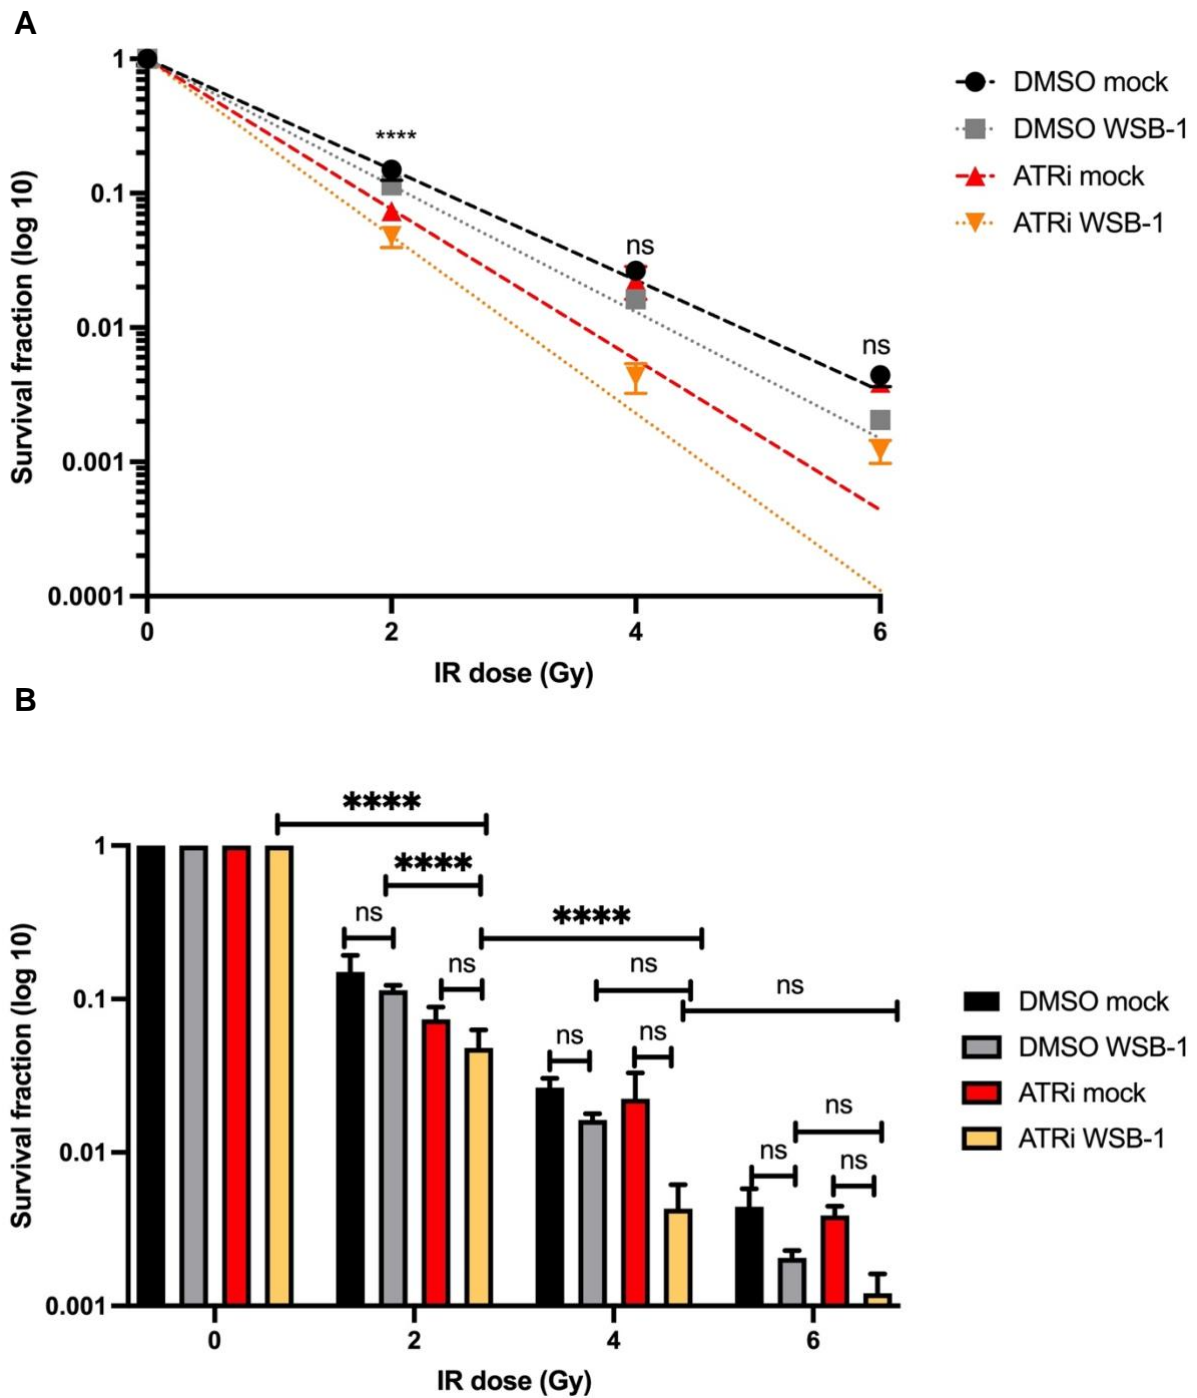 A
1
0.1
0.01
0.001
0.0001
Survival fraction (log 10)
****
ns
ns
0 2 4 6
IR dose (Gy)
DMSO mock
DMSO WSB-1
ATRi mock
ATRi WSB-1
B
****
****
ns
ns
****
ns
ns
ns
ns
ns
ns
ns
1
0.1
0.01
0.001
Survival fraction (log 10)
0 2 4 6
IR dose (Gy)
DMSO mock
DMSO WSB-1
ATRi mock
ATRi WSB-1